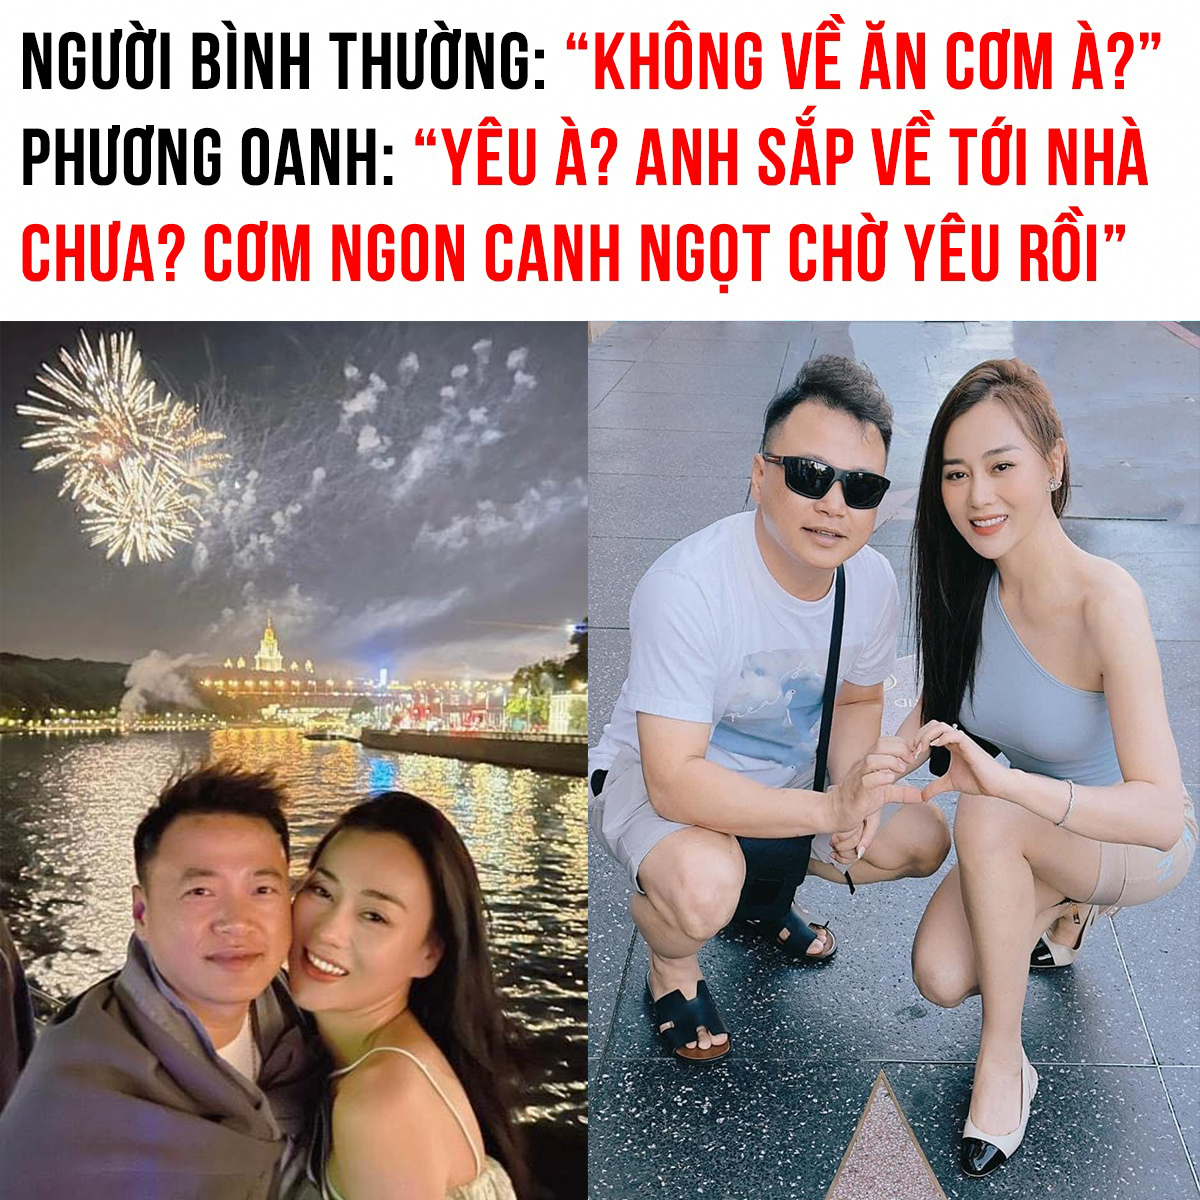 NGƯỜI BÌNH THƯỜNG: “KHÔNG VỀ ĂN CƠM À?”
PHƯƠNG OANH: “YÊU À? ANH SẮP VỀ TỚI NHÀ
CHƯA? CƠM NGON CANH NGỌT CHỜ YÊU RỒI”